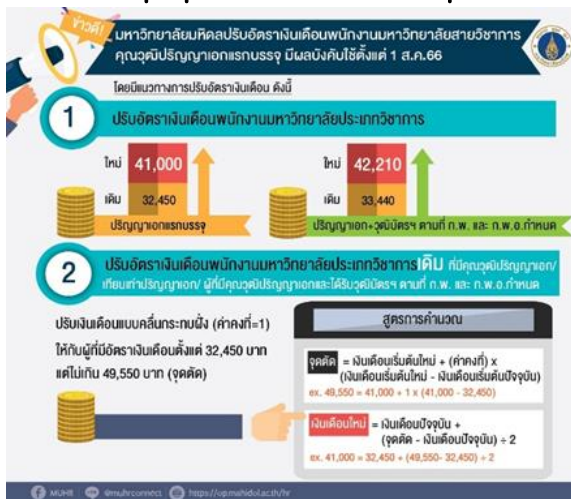 ข่าวดี!
มหาวิทยาลัยมหิดลปรับอัตราเงินเดือนพนักงานมหาวิทยาลัยสายวิชาการ
คุณวุฒิปริญญาเอกแรกบรรจุ มีผลบังคับใช้ตั้งแต่ 1 ส.ค.66
โดยมีแนวทางการปรับอัตราเงินเดือน ดังนี้
1
ปรับอัตราเงินเดือนพนักงานมหาวิทยาลัยประเภทวิชาการ
ใหม่ 41,000
เดิม 32,450
ปริญญาเอกแรกบรรจุ
ใหม่ 42,210
เดิม 33,440
ปริญญาเอก+วุฒิบัตรฯ ตามที่ ก.พ. และ ก.พ.อ.กำหนด
2
ปรับอัตราเงินเดือนพนักงานมหาวิทยาลัยประเภทวิชาการเดิม ที่มีคุณวุฒิปริญญาเอก/
เทียบเท่าปริญญาเอก/ ผู้ที่มีคุณวุฒิปริญญาเอกและได้รับวุฒิบัตรฯ ตามที่ ก.พ. และ ก.พ.อ.กำหนด
ปรับเงินเดือนแบบคลื่นกระทบฝั่ง (ค่าคงที่=1)
ให้กับผู้ที่มีอัตราเงินเดือนตั้งแต่ 32,450 บาท
แต่ไม่เกิน 49,550 บาท (จุดตัด)
สูตรการคำนวณ
จุดตัด = เงินเดือนเริ่มต้นใหม่ + (ค่าคงที่) x
(เงินเดือนเริ่มต้นใหม่ - เงินเดือนเริ่มต้นปัจจุบัน)
ex. 49,550 = 41,000 + 1 x (41,000 - 32,450)
เงินเดือนใหม่ = เงินเดือนปัจจุบัน +
(จุดตัด - เงินเดือนปัจจุบัน) ÷ 2
ex. 41,000 = 32,450 + (49,550- 32,450) ÷ 2
MUHR @muhrconnect https://op.mahidol.ac.th/hr